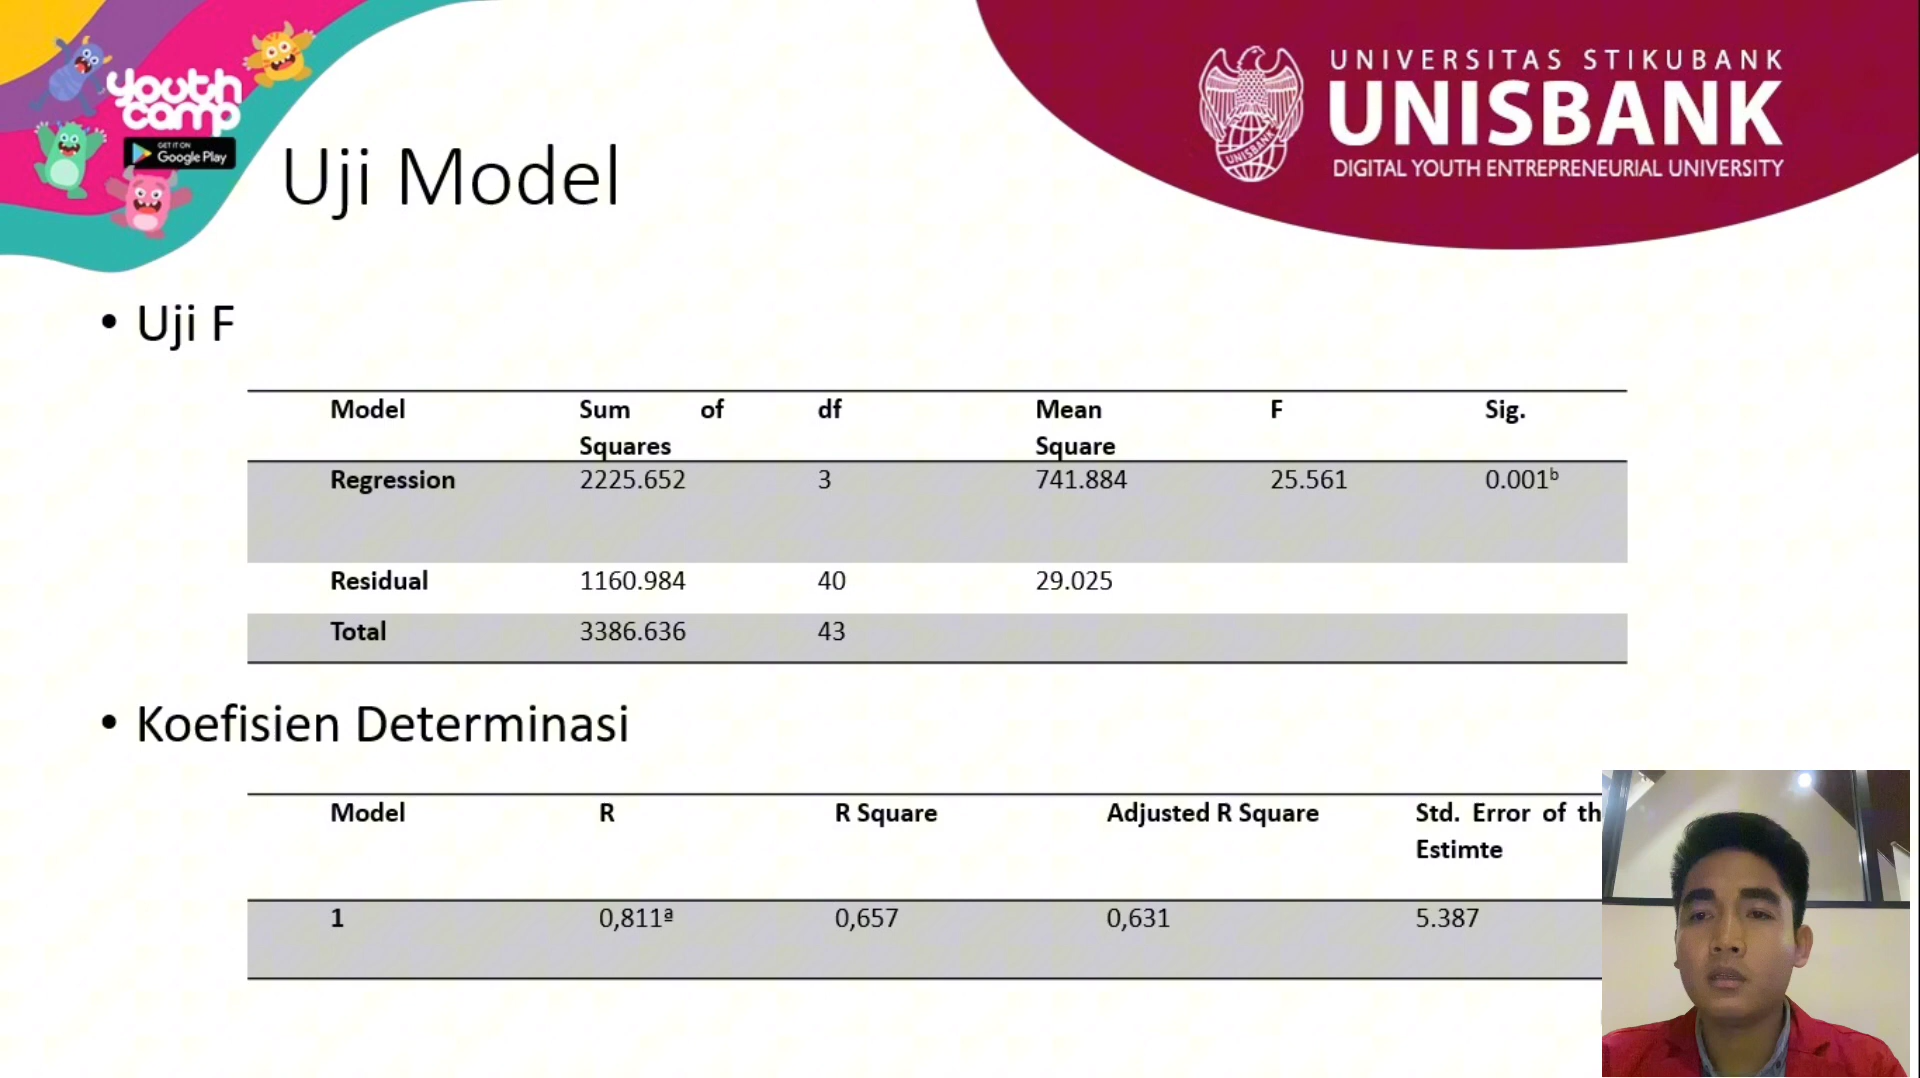 youth
camp
GET IT ON
Google Play
UNIVERSITAS STIKUBANK
UNISBANK
DIGITAL YOUTH ENTREPRENEURIAL UNIVERSITY
UNISBANK
Uji Model
• Uji F
Model Sum of Squares df Mean Square F Sig.
Regression 2225.652 3 741.884 25.561 0.001ᵇ
Residual 1160.984 40 29.025
Total 3386.636 43
• Koefisien Determinasi
Model R R Square Adjusted R Square Std. Error of th
Estimte
1 0,811ª 0,657 0,631 5.387